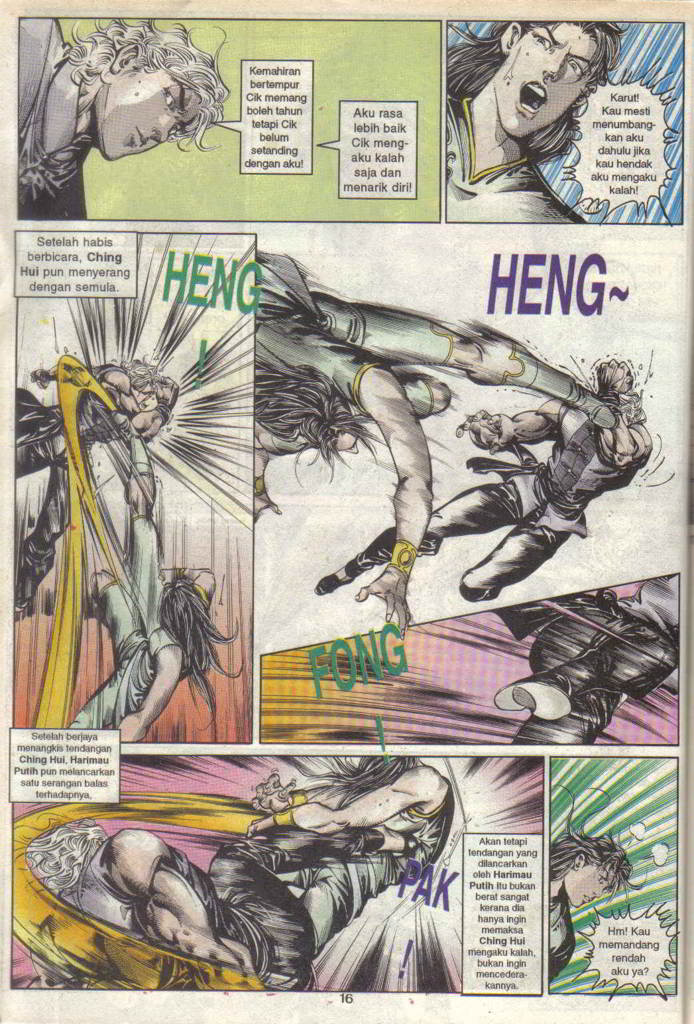 Kemahiran
bertempur
Cik memang
boleh tahun
tetapi Cik
belum
setanding
dengan aku!
Aku rasa
lebih baik
Cik meng-
aku kalah
saja dan
menarik diri!
Karut!
Kau mesti
menumbang-
kan aku
dahulu jika
kau hendak
aku mengaku
kalah!
Setelah habis
berbicara, Ching
Hui pun menyerang
dengan semula.
HENG
!
HENG~
FONG
!
Setelah berjaya
menangkis tendangan
Ching Hui, Harimau
Putih pun melancarkan
satu serangan balas
terhadapnya,
PAK
!
Akan tetapi
tendangan yang
dilancarkan
oleh Harimau
Putih itu bukan
berat sangat
kerana dia
hanya ingin
memaksa
Ching Hui
mengaku kalah,
bukan ingin
mencedera-
kannya.
Hm! Kau
memandang
rendah
aku ya?
16